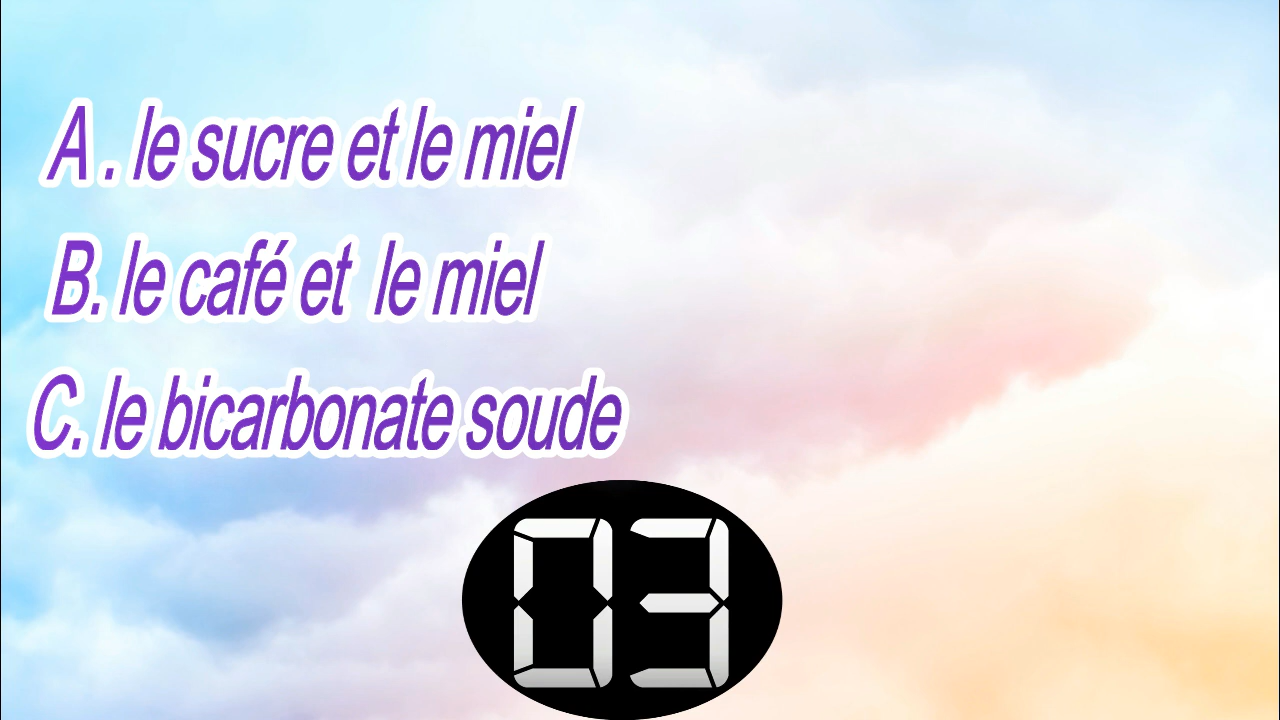 A . le sucre et le miel
B. le café et le miel
C. le bicarbonate soude
03